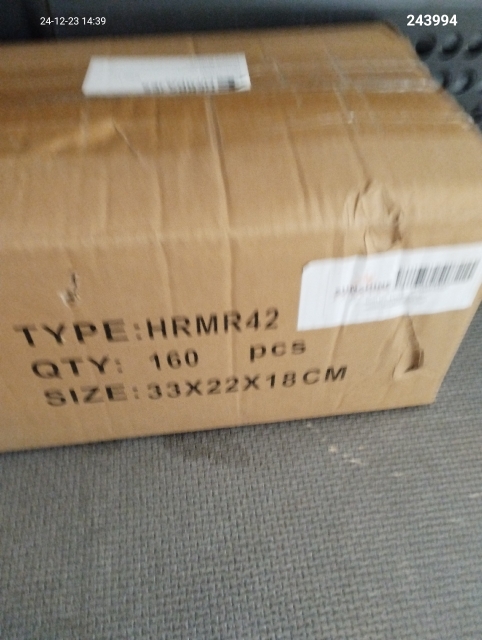 24-12-23 14:39
243994
TYPE:HRMR42
QTY: 160 pcs
SIZE:33X22X18CM